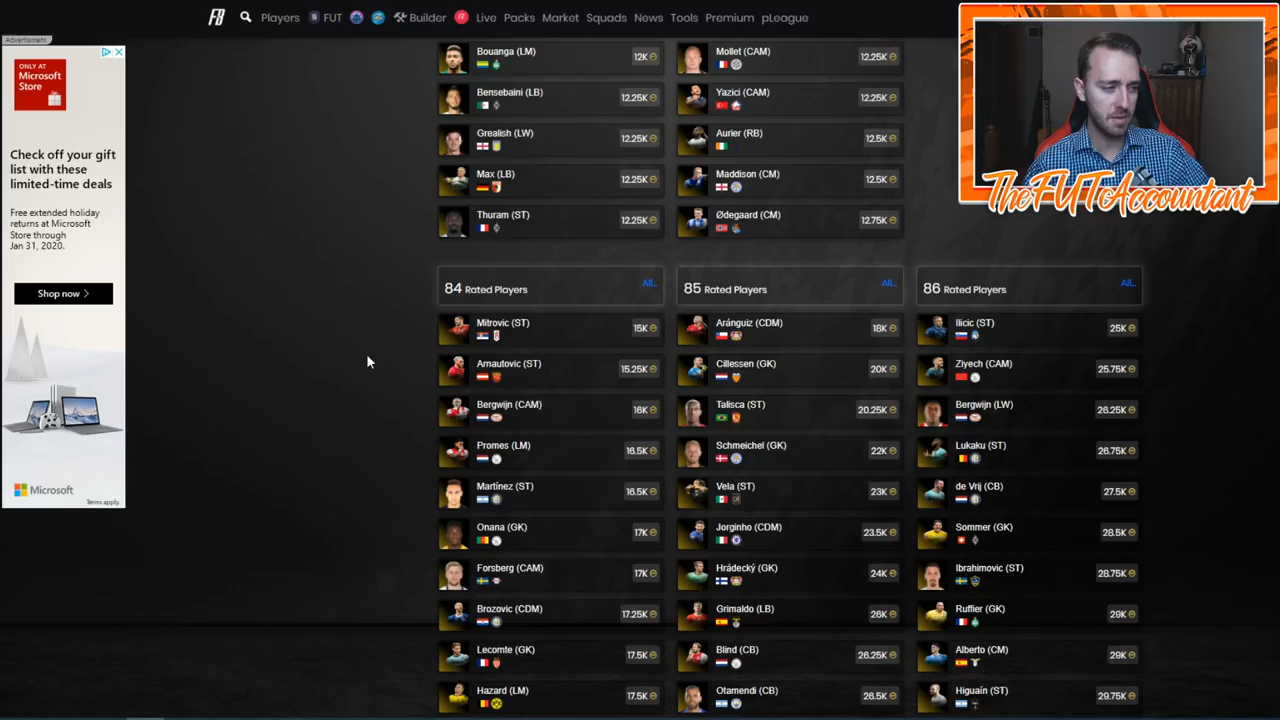 F8 Players FUT Builder Live Packs Market Squads News Tools Premium pLeague
Advertisement
ONLY AT
Microsoft
Store
Check off your gift
list with these
limited-time deals
Free extended holiday
returns at Microsoft
Store through
Jan 31, 2020.
Shop now
Microsoft
Terms apply.
Bouanga (LM) 12K
Bensebaini (LB) 12.25K
Grealish (LW) 12.25K
Max (LB) 12.25K
Thuram (ST) 12.25K
Mollet (CAM) 12.25K
Yazici (CAM) 12.25K
Aurier (RB) 12.5K
Maddison (CM) 12.5K
Ødegaard (CM) 12.75K
TheFUTAccountant
84 Rated Players All..
Mitrovic (ST) 15K
Arnautovic (ST) 15.25K
Bergwijn (CAM) 16K
Promes (LM) 16.5K
Martínez (ST) 16.5K
Onana (GK) 17K
Forsberg (CAM) 17K
Brozovic (CDM) 17.25K
Lecomte (GK) 17.5K
Hazard (LM) 17.5K
85 Rated Players All..
Aránguiz (CDM) 18K
Cillessen (GK) 20K
Talisca (ST) 20.25K
Schmeichel (GK) 22K
Vela (ST) 23K
Jorginho (CDM) 23.5K
Hrádecký (GK) 24K
Grimaldo (LB) 26K
Blind (CB) 26.25K
Otamendi (CB) 26.5K
86 Rated Players All..
Ilicic (ST) 25K
Ziyech (CAM) 25.75K
Bergwijn (LW) 26.25K
Lukaku (ST) 26.75K
de Vrij (CB) 27.5K
Sommer (GK) 28.5K
Ibrahimovic (ST) 28.75K
Ruffier (GK) 29K
Alberto (CM) 29K
Higuaín (ST) 29.75K